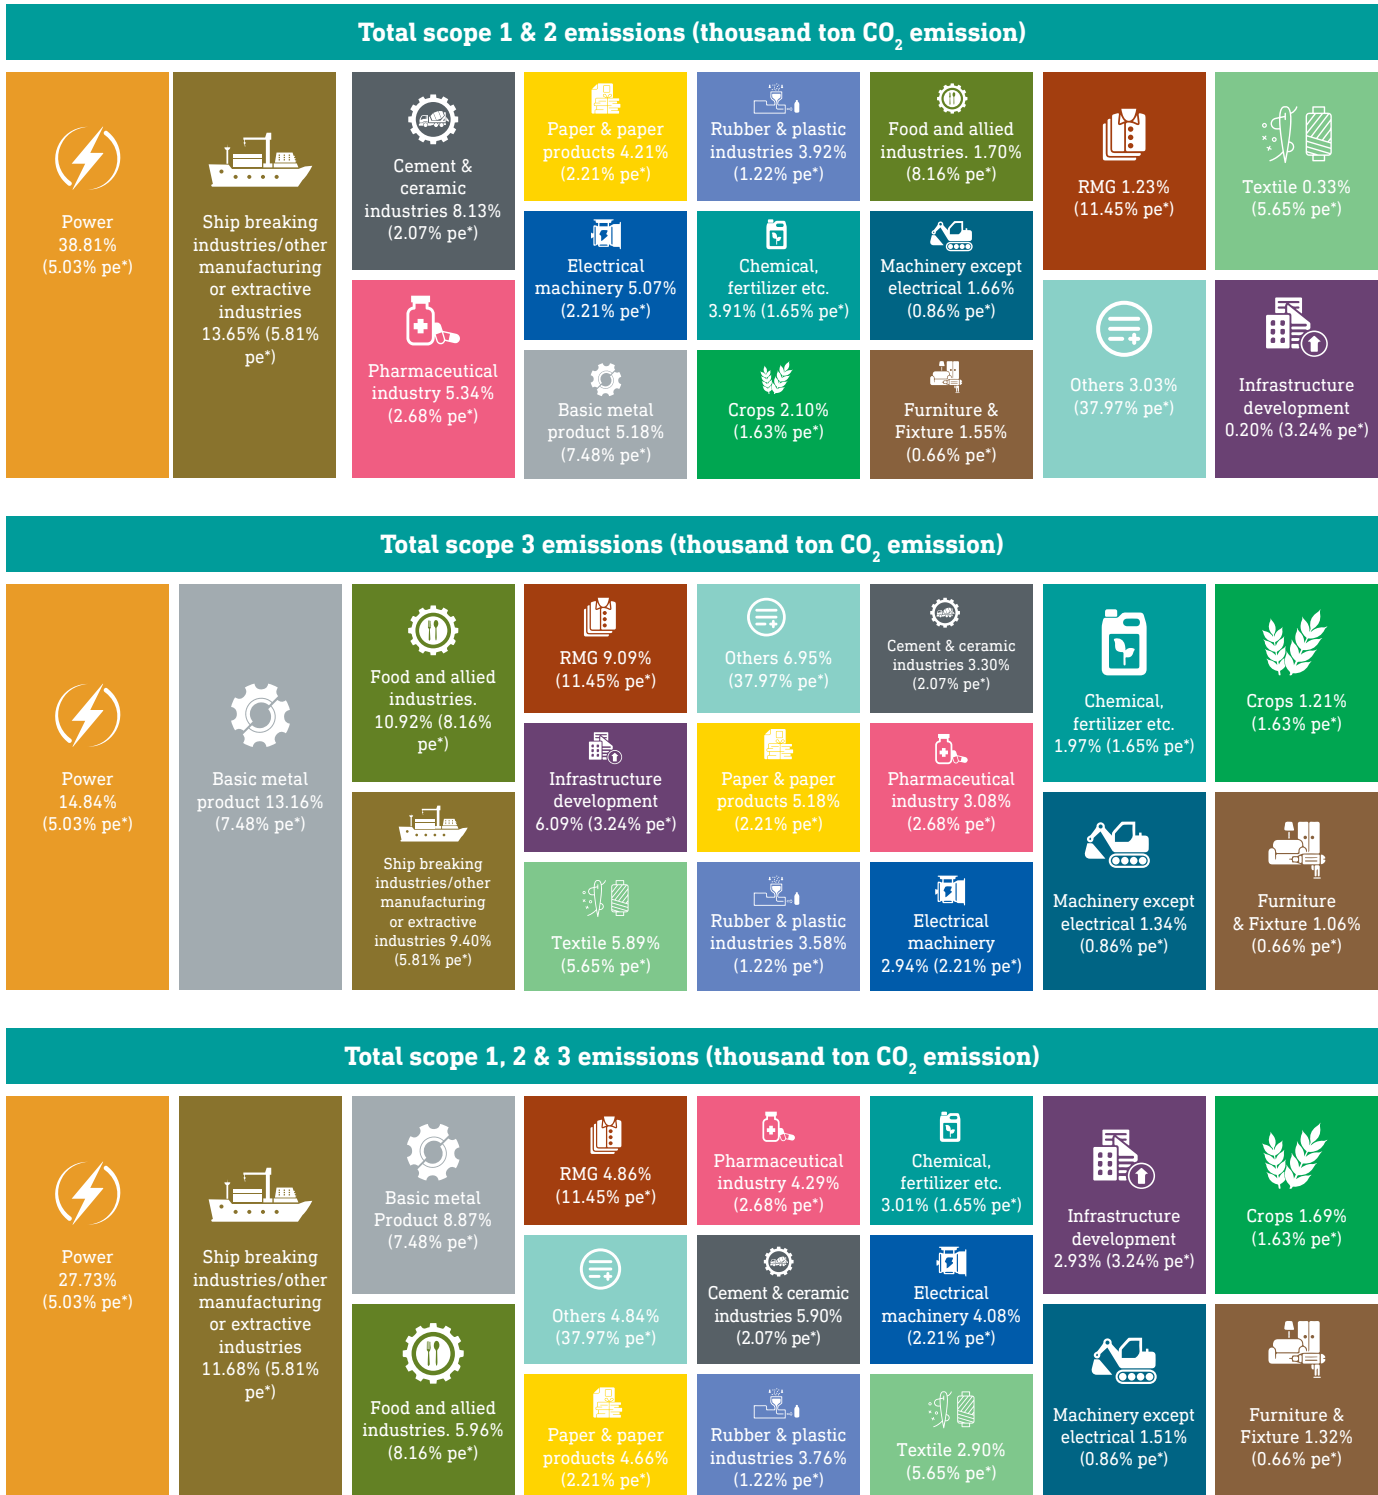 Total scope 1 & 2 emissions (thousand ton CO₂ emission)
Power
38.81%
(5.03% pe*)
Ship breaking
industries/other
manufacturing
or extractive
industries
13.65% (5.81%
pe*)
Cement &
ceramic
industries 8.13%
(2.07% pe*)
Pharmaceutical
industry 5.34%
(2.68% pe*)
Paper & paper
products 4.21%
(2.21% pe*)
Electrical
machinery 5.07%
(2.21% pe*)
Basic metal
product 5.18%
(7.48% pe*)
Rubber & plastic
industries 3.92%
(1.22% pe*)
Chemical,
fertilizer etc.
3.91% (1.65% pe*)
Crops 2.10%
(1.63% pe*)
Food and allied
industries. 1.70%
(8.16% pe*)
Machinery except
electrical 1.66%
(0.86% pe*)
Furniture &
Fixture 1.55%
(0.66% pe*)
RMG 1.23%
(11.45% pe*)
Others 3.03%
(37.97% pe*)
Textile 0.33%
(5.65% pe*)
Infrastructure
development
0.20% (3.24% pe*)
Total scope 3 emissions (thousand ton CO₂ emission)
Power
14.84%
(5.03% pe*)
Basic metal
product 13.16%
(7.48% pe*)
Food and allied
industries.
10.92% (8.16%
pe*)
Ship breaking
industries/other
manufacturing
or extractive
industries 9.40%
(5.81% pe*)
RMG 9.09%
(11.45% pe*)
Infrastructure
development
6.09% (3.24% pe*)
Textile 5.89%
(5.65% pe*)
Others 6.95%
(37.97% pe*)
Paper & paper
products 5.18%
(2.21% pe*)
Rubber & plastic
industries 3.58%
(1.22% pe*)
Cement & ceramic
industries 3.30%
(2.07% pe*)
Pharmaceutical
industry 3.08%
(2.68% pe*)
Electrical
machinery
2.94% (2.21% pe*)
Chemical,
fertilizer etc.
1.97% (1.65% pe*)
Machinery except
electrical 1.34%
(0.86% pe*)
Crops 1.21%
(1.63% pe*)
Furniture
& Fixture 1.06%
(0.66% pe*)
Total scope 1, 2 & 3 emissions (thousand ton CO₂ emission)
Power
27.73%
(5.03% pe*)
Ship breaking
industries/other
manufacturing
or extractive
industries
11.68% (5.81%
pe*)
Basic metal
Product 8.87%
(7.48% pe*)
Food and allied
industries. 5.96%
(8.16% pe*)
RMG 4.86%
(11.45% pe*)
Others 4.84%
(37.97% pe*)
Paper & paper
products 4.66%
(2.21% pe*)
Pharmaceutical
industry 4.29%
(2.68% pe*)
Cement & ceramic
industries 5.90%
(2.07% pe*)
Rubber & plastic
industries 3.76%
(1.22% pe*)
Chemical,
fertilizer etc.
3.01% (1.65% pe*)
Electrical
machinery 4.08%
(2.21% pe*)
Textile 2.90%
(5.65% pe*)
Infrastructure
development
2.93% (3.24% pe*)
Machinery except
electrical 1.51%
(0.86% pe*)
Crops 1.69%
(1.63% pe*)
Furniture &
Fixture 1.32%
(0.66% pe*)